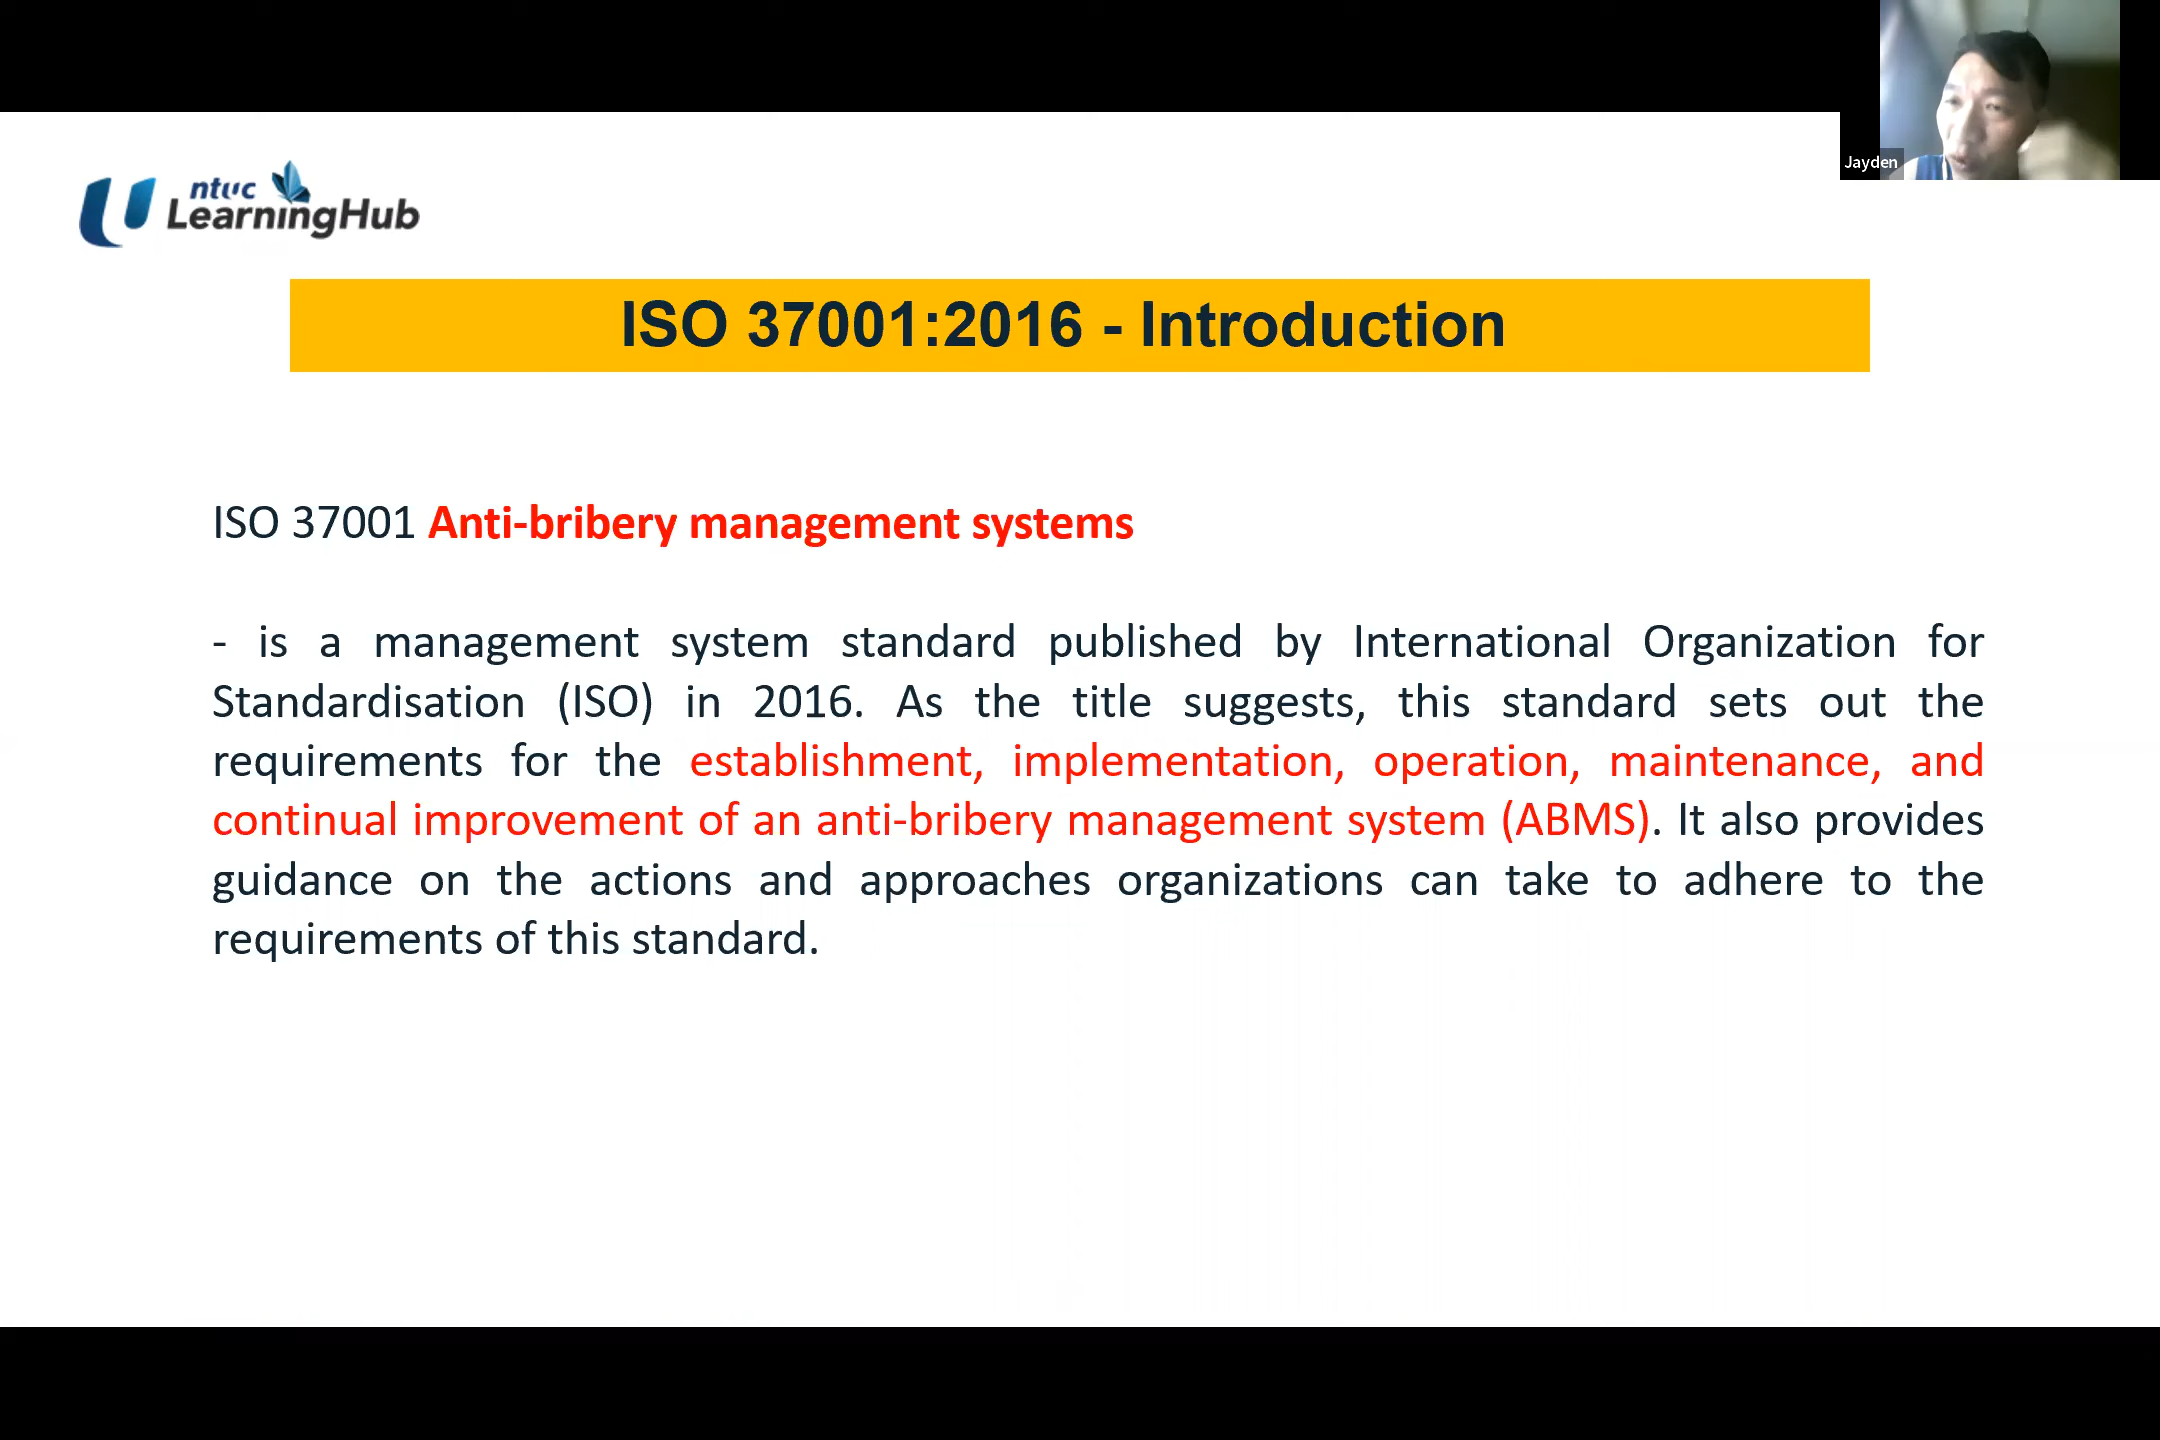 Jayden
ntuc
LearningHub
ISO 37001:2016 - Introduction
ISO 37001 Anti-bribery management systems
- is a management system standard published by International Organization for
Standardisation (ISO) in 2016. As the title suggests, this standard sets out the
requirements for the establishment, implementation, operation, maintenance, and
continual improvement of an anti-bribery management system (ABMS). It also provides
guidance on the actions and approaches organizations can take to adhere to the
requirements of this standard.